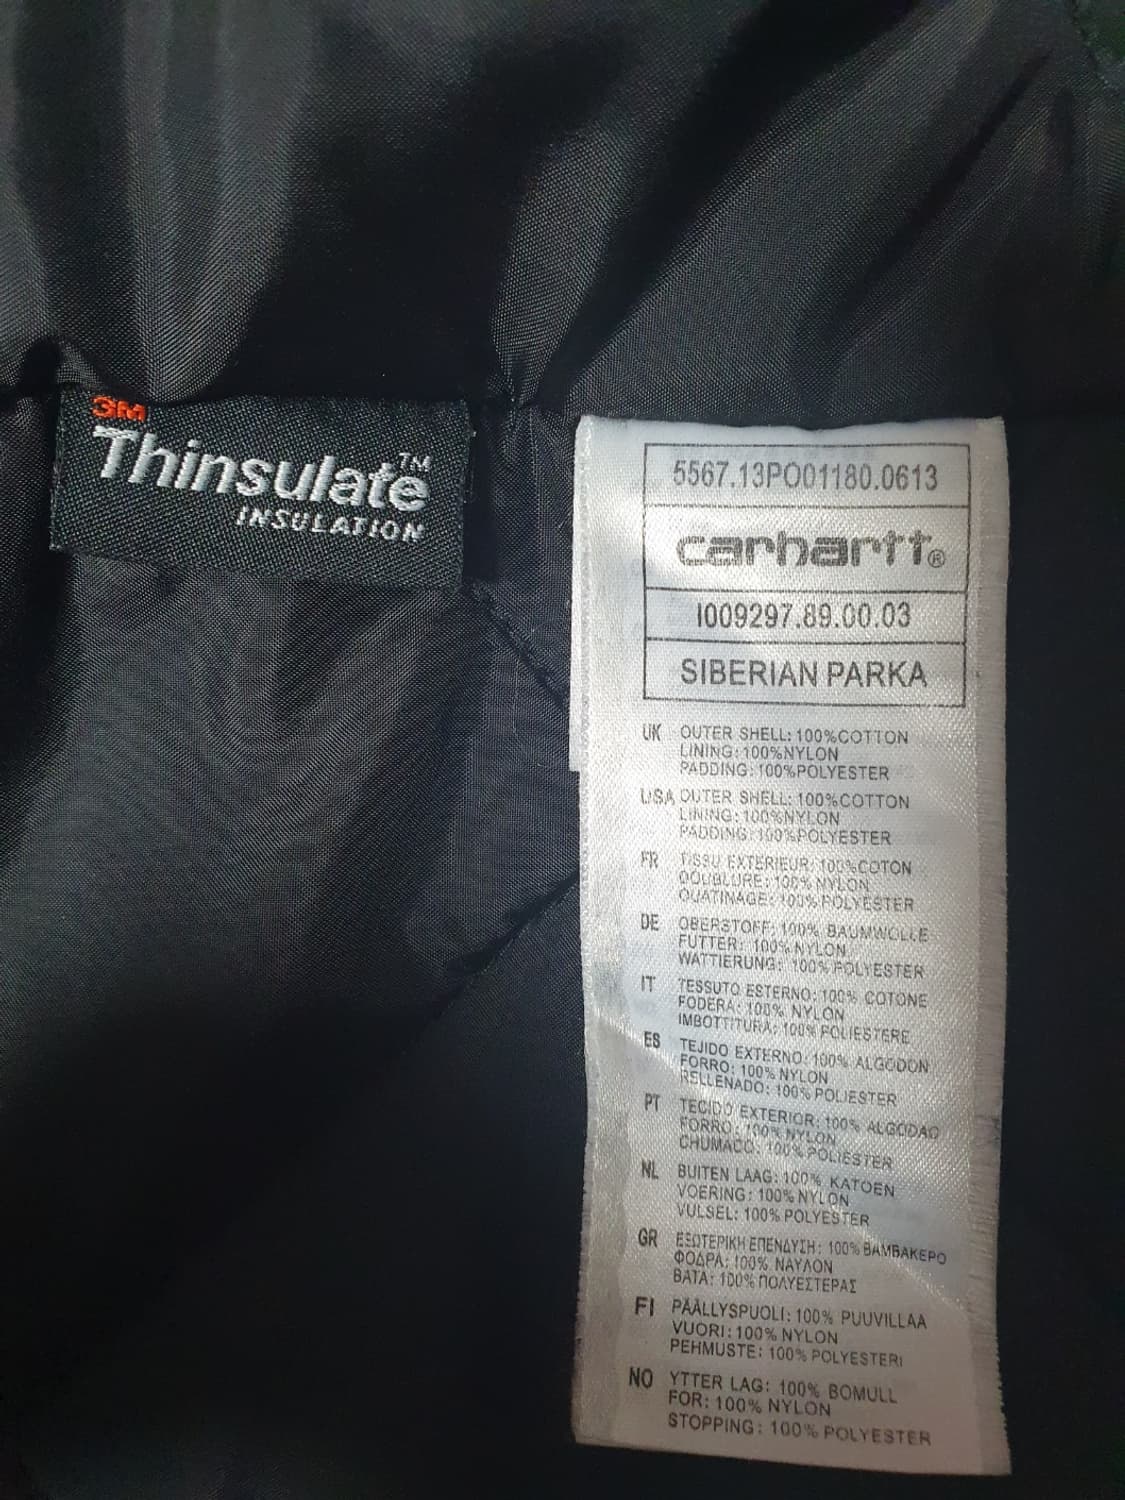 3M
Thinsulate™
INSULATION
5567.13PO01180.0613
carhartt®
I009297.89.00.03
SIBERIAN PARKA
UK OUTER SHELL: 100%COTTON
LINING: 100%NYLON
PADDING: 100%POLYESTER
USA OUTER SHELL: 100%COTTON
LINING: 100%NYLON
PADDING: 100%POLYESTER
FR TISSU EXTERIEUR: 100%COTON
DOUBLURE: 100% NYLON
OUATINAGE: 100% POLYESTER
DE OBERSTOFF: 100% BAUMWOLLE
FUTTER: 100% NYLON
WATTIERUNG: 100% POLYESTER
IT TESSUTO ESTERNO: 100% COTONE
FODERA: 100% NYLON
IMBOTTITURA: 100% POLIESTERE
ES TEJIDO EXTERNO: 100% ALGODON
FORRO: 100% NYLON
RELLENADO: 100% POLIESTER
PT TECIDO EXTERIOR: 100% ALGODAO
FORRO: 100% NYLON
CHUMACO: 100% POLIESTER
NL BUITEN LAAG: 100% KATOEN
VOERING: 100% NYLON
VULSEL: 100% POLYESTER
GR ΕΞΩΤΕΡΙΚΗ ΕΠΕΝΔΥΣΗ: 100% ΒΑΜΒΑΚΕΡΟ
ΦΟΔΡΑ: 100% ΝΑΥΛΟΝ
ΒΑΤΑ: 100% ΠΟΛΥΕΣΤΕΡΑΣ
FI PÄÄLLYSPUOLI: 100% PUUVILLAA
VUORI: 100% NYLON
PEHMUSTE: 100% POLYESTERI
NO YTTER LAG: 100% BOMULL
FOR: 100% NYLON
STOPPING: 100% POLYESTER